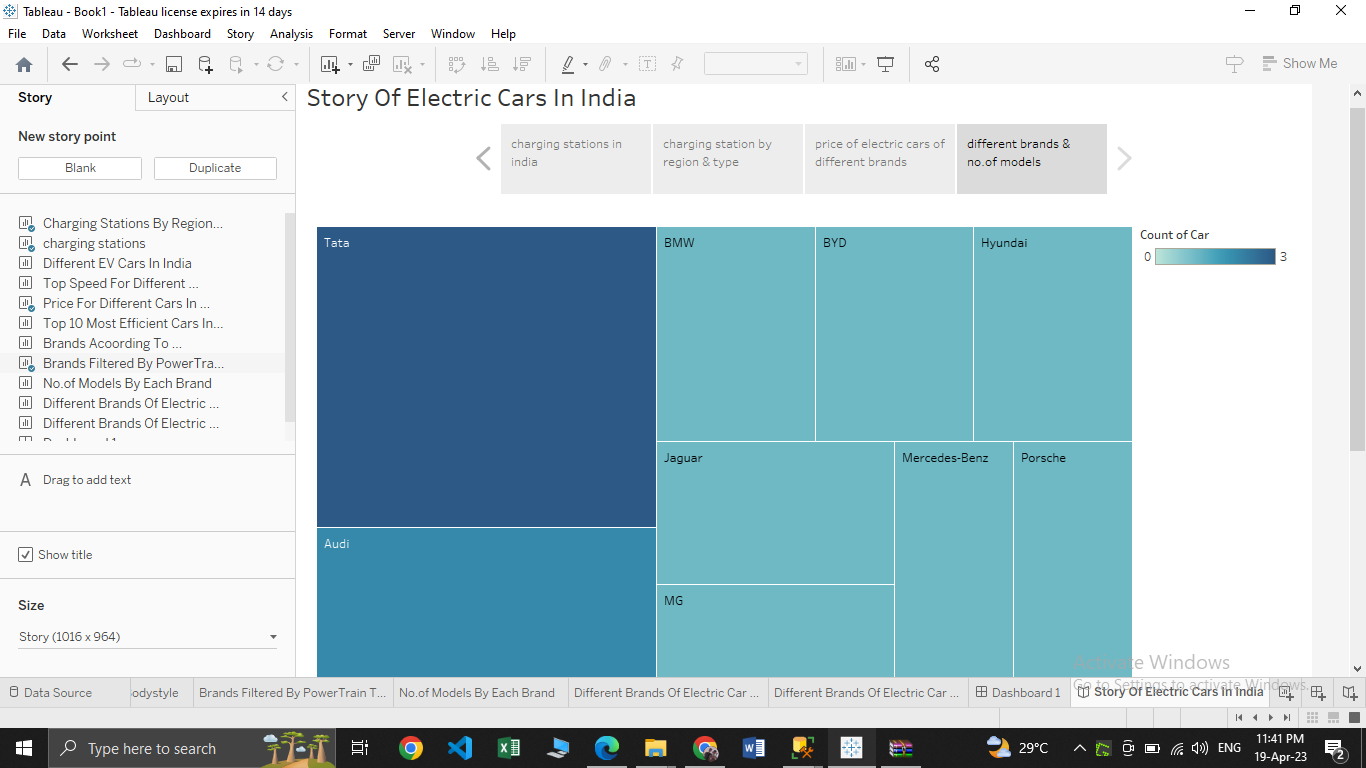 Tableau - Book1 - Tableau license expires in 14 days
File Data Worksheet Dashboard Story Analysis Format Server Window Help
Show Me
Story Layout
New story point
Blank Duplicate
Charging Stations By Region...
charging stations
Different EV Cars In India
Top Speed For Different ...
Price For Different Cars In ...
Top 10 Most Efficient Cars In...
Brands Acoording To ...
Brands Filtered By PowerTra...
No.of Models By Each Brand
Different Brands Of Electric ...
Different Brands Of Electric ...
A Drag to add text
Show title
Size
Story (1016 x 964)
Story Of Electric Cars In India
charging stations in
india
charging station by
region & type
price of electric cars of
different brands
different brands &
no.of models
Tata
BMW
BYD
Hyundai
Count of Car
0 3
Jaguar
Mercedes-Benz
Porsche
Audi
MG
Activate Windows
Go to Settings to activate Windows.
Data Source odystyle Brands Filtered By PowerTrain T... No.of Models By Each Brand Different Brands Of Electric Car ... Different Brands Of Electric Car ... Dashboard 1 Story Of Electric Cars In India
Type here to search
29°C
ENG
11:41 PM
19-Apr-23
2